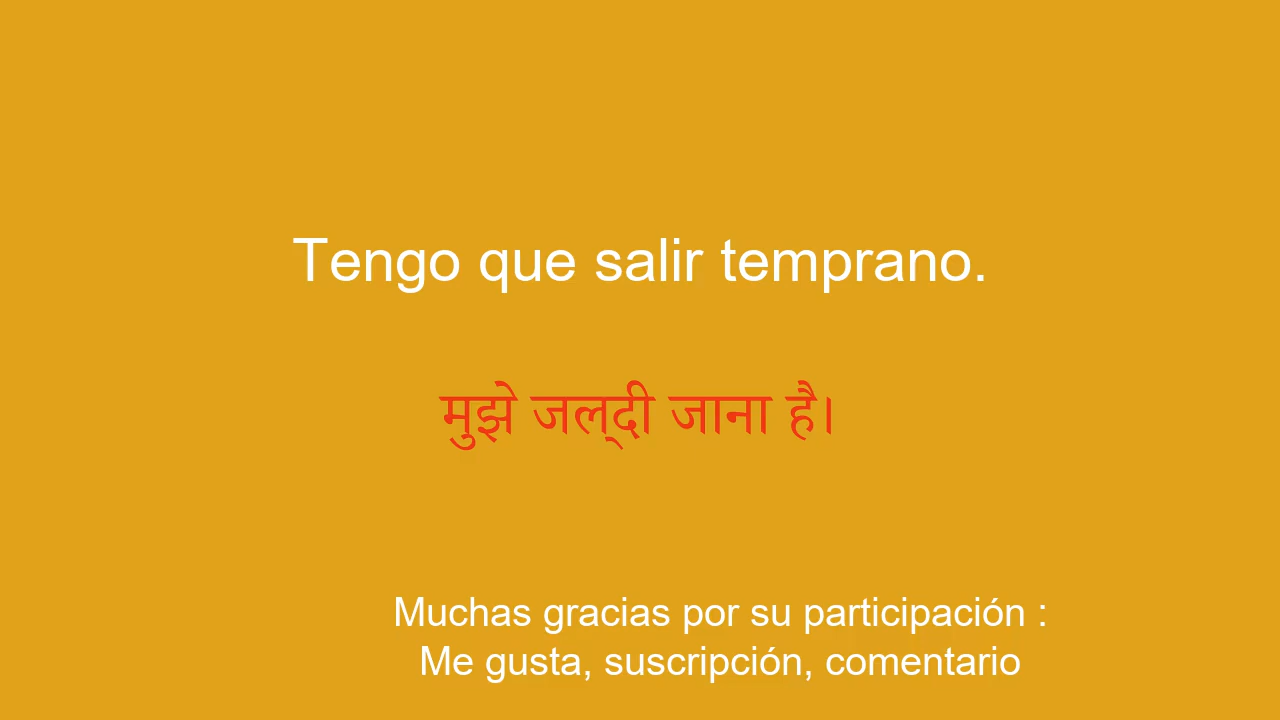 Tengo que salir temprano.
मुझे जल्दी जाना है।
Muchas gracias por su participación :
Me gusta, suscripción, comentario